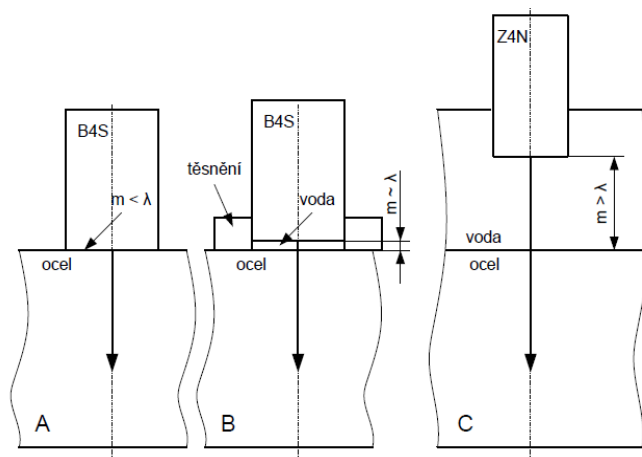 B4S
m < λ
ocel
A
B4S
těsnění
voda
m ~ λ
ocel
B
Z4N
m > λ
voda
ocel
C